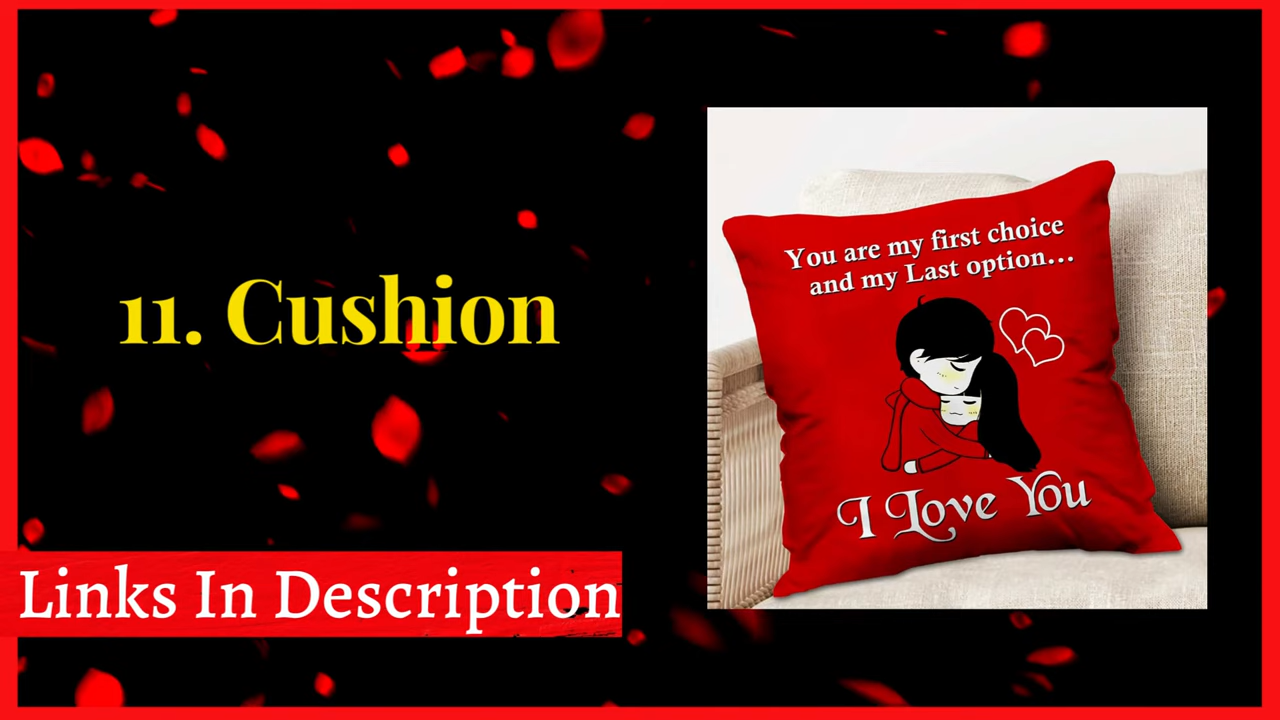 11. Cushion
You are my first choice
and my Last option...
I Love You
Links In Description